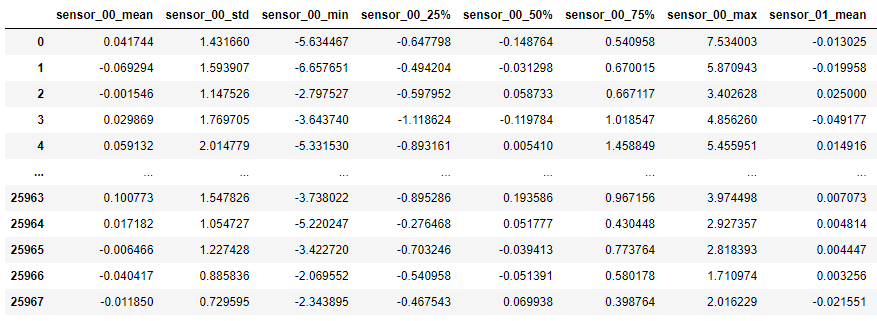 sensor_00_mean sensor_00_std sensor_00_min sensor_00_25% sensor_00_50% sensor_00_75% sensor_00_max sensor_01_mean
0 0.041744 1.431660 -5.634467 -0.647798 -0.148764 0.540958 7.534003 -0.013025
1 -0.069294 1.593907 -6.657651 -0.494204 -0.031298 0.670015 5.870943 -0.019958
2 -0.001546 1.147526 -2.797527 -0.597952 0.058733 0.667117 3.402628 0.025000
3 0.029869 1.769705 -3.643740 -1.118624 -0.119784 1.018547 4.856260 -0.049177
4 0.059132 2.014779 -5.331530 -0.893161 0.005410 1.458849 5.455951 0.014916
... ... ... ... ... ... ... ... ...
25963 0.100773 1.547826 -3.738022 -0.895286 0.193586 0.967156 3.974498 0.007073
25964 0.017182 1.054727 -5.220247 -0.276468 0.051777 0.430448 2.927357 0.004814
25965 -0.006466 1.227428 -3.422720 -0.703246 -0.039413 0.773764 2.818393 0.004447
25966 -0.040417 0.885836 -2.069552 -0.540958 -0.051391 0.580178 1.710974 0.003256
25967 -0.011850 0.729595 -2.343895 -0.467543 0.069938 0.398764 2.016229 -0.021551